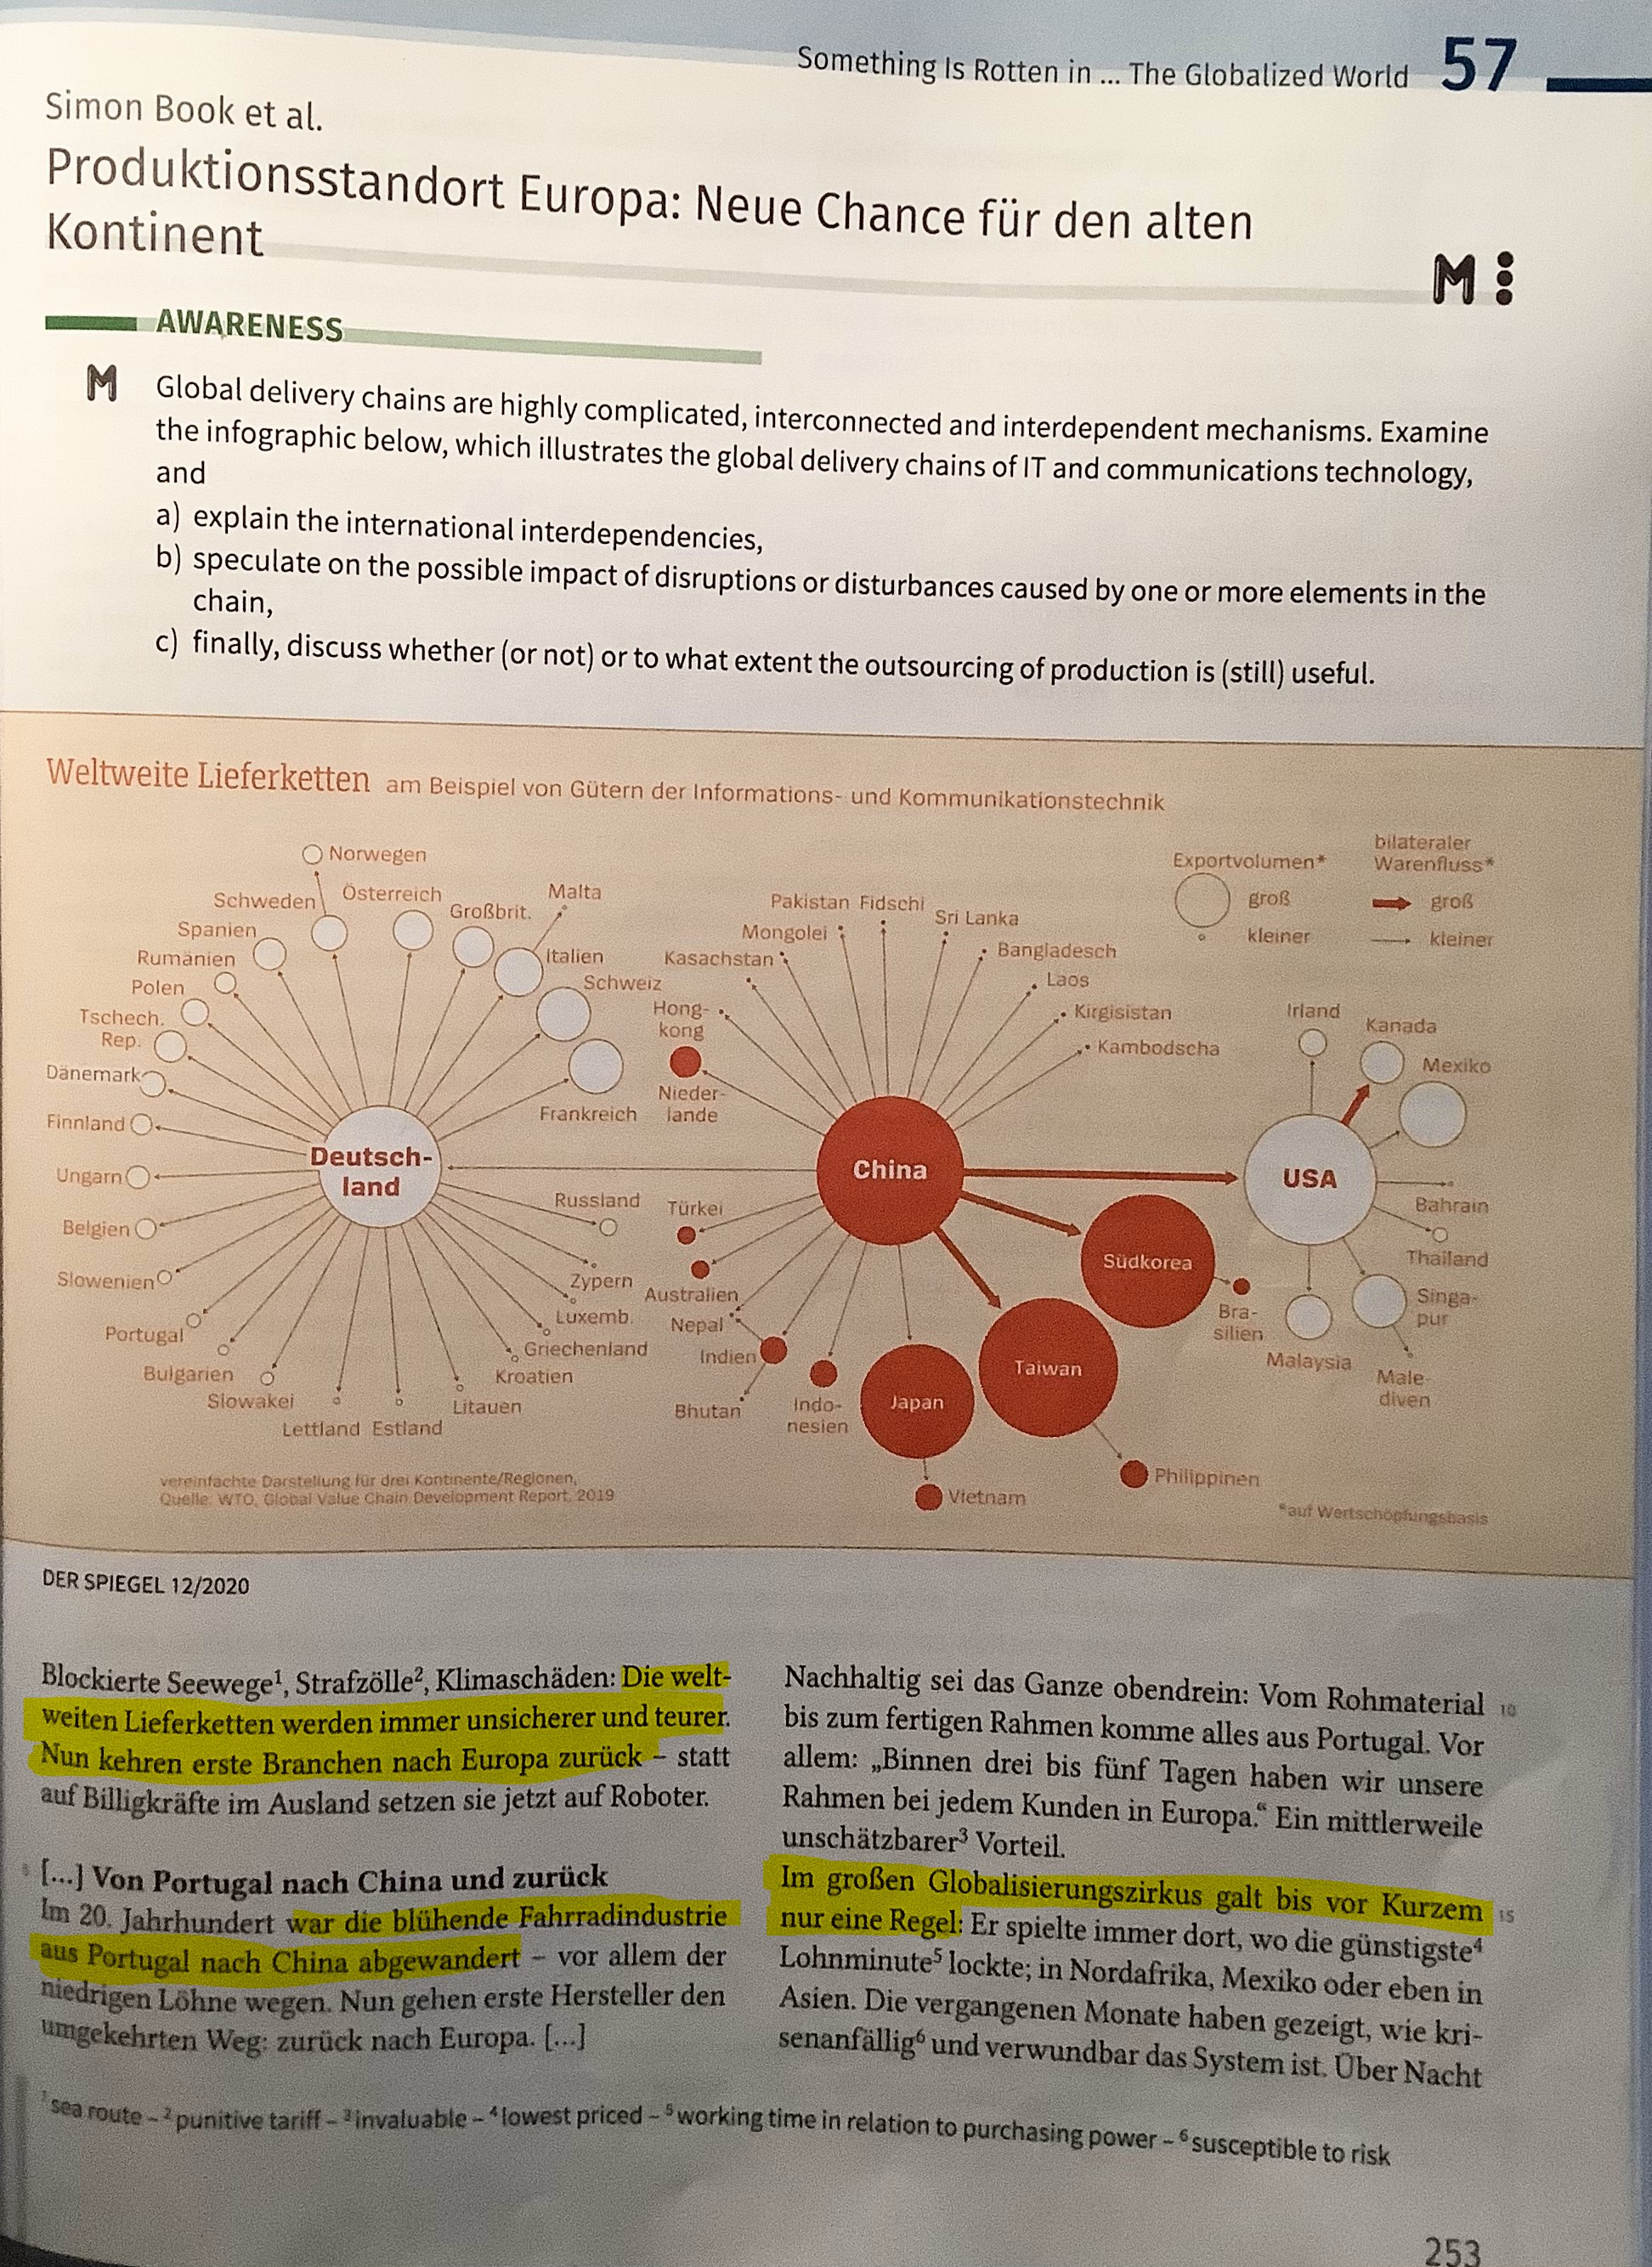 Something Is Rotten in ... The Globalized World 57
Simon Book et al.
Produktionsstandort Europa: Neue Chance für den alten
Kontinent
M
AWARENESS
M
Global delivery chains are highly complicated, interconnected and interdependent mechanisms. Examine
the infographic below, which illustrates the global delivery chains of IT and communications technology,
and
a) explain the international interdependencies,
b) speculate on the possible impact of disruptions or disturbances caused by one or more elements in the
chain,
c) finally, discuss whether (or not) or to what extent the outsourcing of production is (still) useful.
Weltweite Lieferketten am Beispiel von Gütern der Informations- und Kommunikationstechnik
Norwegen
Schweden
Österreich
Großbrit.
Malta
Spanien
Italien
Rumänien
Schweiz
Polen
Tschech.
Rep.
Dänemark
Frankreich
Finnland
Deutsch-
land
Ungarn
Belgien
Russland
Slowenien
Zypern
Portugal
Luxemb.
Bulgarien
Griechenland
Slowakei
Kroatien
Lettland
Estland
Litauen
Pakistan
Fidschi
Sri Lanka
Mongolei
Bangladesch
Kasachstan
Laos
Hong-
kong
Kirgisistan
Kambodscha
Nieder-
lande
China
Türkei
Australien
Nepal
Indien
Bhutan
Indo-
nesien
Japan
Taiwan
Südkorea
Vietnam
Philippinen
Bra-
silien
Exportvolumen*
groß
kleiner
bilateraler
Warenfluss*
groß
kleiner
Irland
Kanada
Mexiko
USA
Bahrain
Thailand
Singa-
pur
Malaysia
Male-
diven
vereinfachte Darstellung für drei Kontinente/Regionen,
Quelle: WTO, Global Value Chain Development Report, 2019
*auf Wertschöpfungsbasis
DER SPIEGEL 12/2020
Blockierte Seewege¹, Strafzölle², Klimaschäden: Die welt-
weiten Lieferketten werden immer unsicherer und teurer.
Nun kehren erste Branchen nach Europa zurück – statt
auf Billigkräfte im Ausland setzen sie jetzt auf Roboter.
5 [...] Von Portugal nach China und zurück
Im 20. Jahrhundert war die blühende Fahrradindustrie
aus Portugal nach China abgewandert – vor allem der
niedrigen Löhne wegen. Nun gehen erste Hersteller den
umgekehrten Weg: zurück nach Europa. [...]
Nachhaltig sei das Ganze obendrein: Vom Rohmaterial 10
bis zum fertigen Rahmen komme alles aus Portugal. Vor
allem: „Binnen drei bis fünf Tagen haben wir unsere
Rahmen bei jedem Kunden in Europa.“ Ein mittlerweile
unschätzbarer³ Vorteil.
Im großen Globalisierungszirkus galt bis vor Kurzem 15
nur eine Regel: Er spielte immer dort, wo die günstigste⁴
Lohnminute⁵ lockte; in Nordafrika, Mexiko oder eben in
Asien. Die vergangenen Monate haben gezeigt, wie kri-
senanfällig⁶ und verwundbar das System ist. Über Nacht
¹ sea route – ² punitive tariff – ³ invaluable – ⁴ lowest priced – ⁵ working time in relation to purchasing power – ⁶ susceptible to risk
253